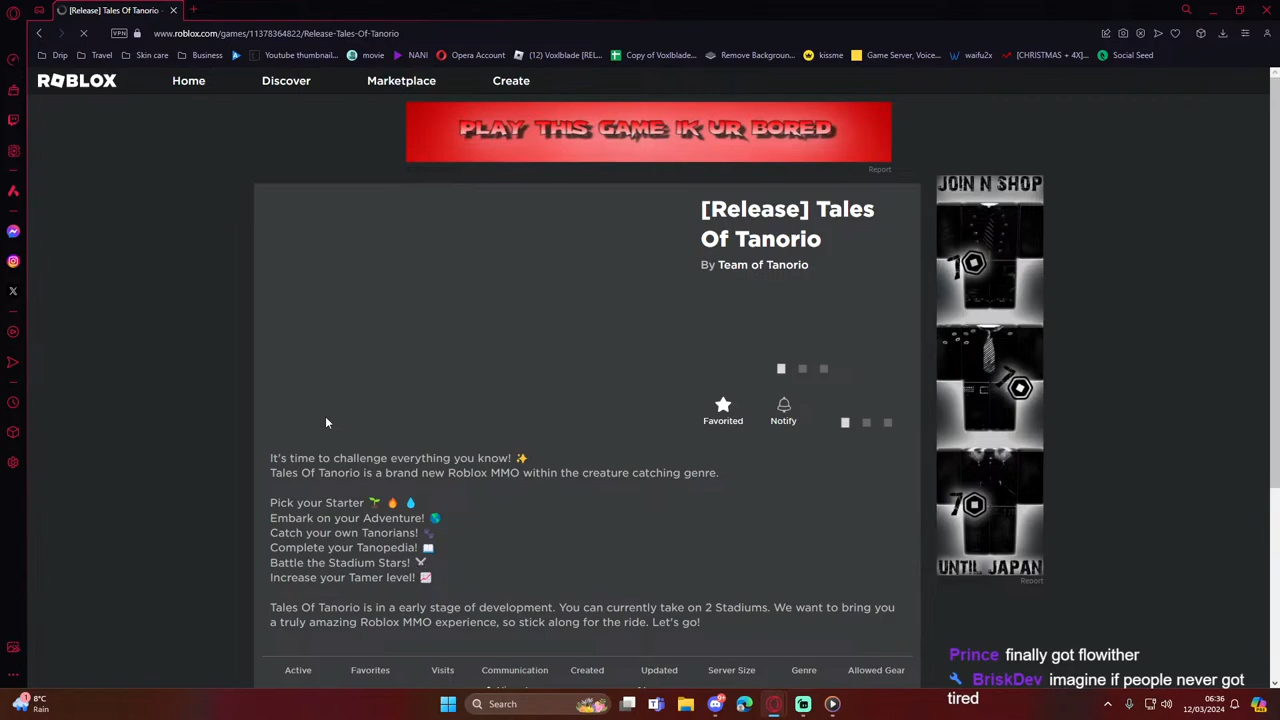 [Release] Tales Of Tanorio
VPN
www.roblox.com/games/11378364822/Release-Tales-Of-Tanorio
Drip Travel Skin care Business Youtube thumbnail... movie NANI Opera Account (12) Voxlblade [REL... Copy of Voxlblade... Remove Background... kissme Game Server, Voice... waifu2x [CHRISTMAS + 4X]... Social Seed
ROBLOX Home Discover Marketplace Create
PLAY THIS GAME IK UR BORED
Report
[Release] Tales
Of Tanorio
By Team of Tanorio
Favorited Notify
It's time to challenge everything you know! ✨
Tales Of Tanorio is a brand new Roblox MMO within the creature catching genre.
Pick your Starter 🌱 🔥 💧
Embark on your Adventure! 🌎
Catch your own Tanorians! 🐾
Complete your Tanopedia! 📖
Battle the Stadium Stars! ⚔
Increase your Tamer level! 📈
Tales Of Tanorio is in a early stage of development. You can currently take on 2 Stadiums. We want to bring you
a truly amazing Roblox MMO experience, so stick along for the ride. Let's go!
Active Favorites Visits Communication Created Updated Server Size Genre Allowed Gear
JOIN N SHOP
70
70
70
UNTIL JAPAN
Report
Prince finally got flowither
BriskDev imagine if people never got
tired
8°C
Rain
Search
06:36
12/03/2024